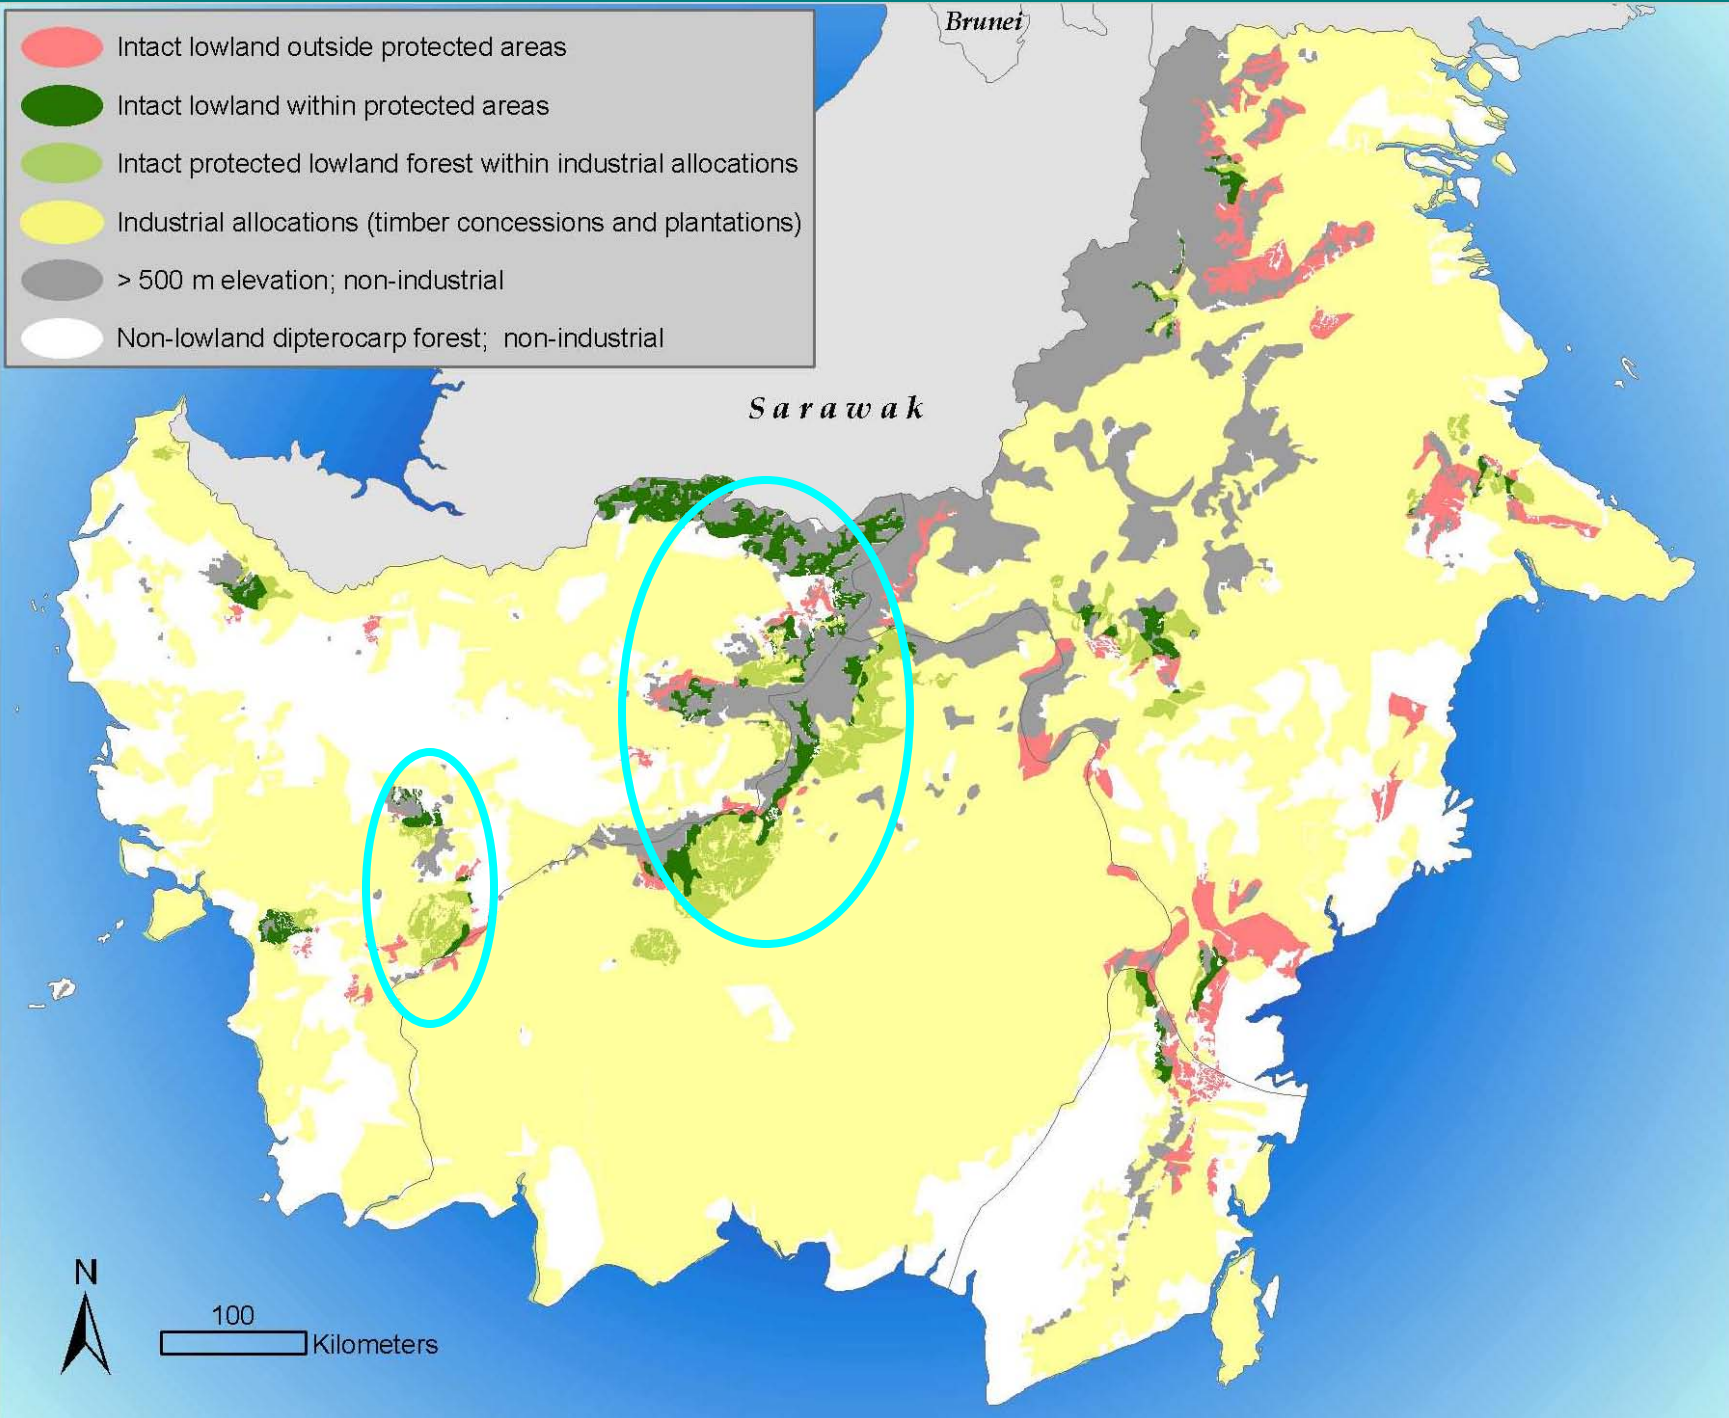 Brunei
Intact lowland outside protected areas
Intact lowland within protected areas
Intact protected lowland forest within industrial allocations
Industrial allocations (timber concessions and plantations)
> 500 m elevation; non-industrial
Non-lowland dipterocarp forest; non-industrial
Sarawak
N
100
Kilometers